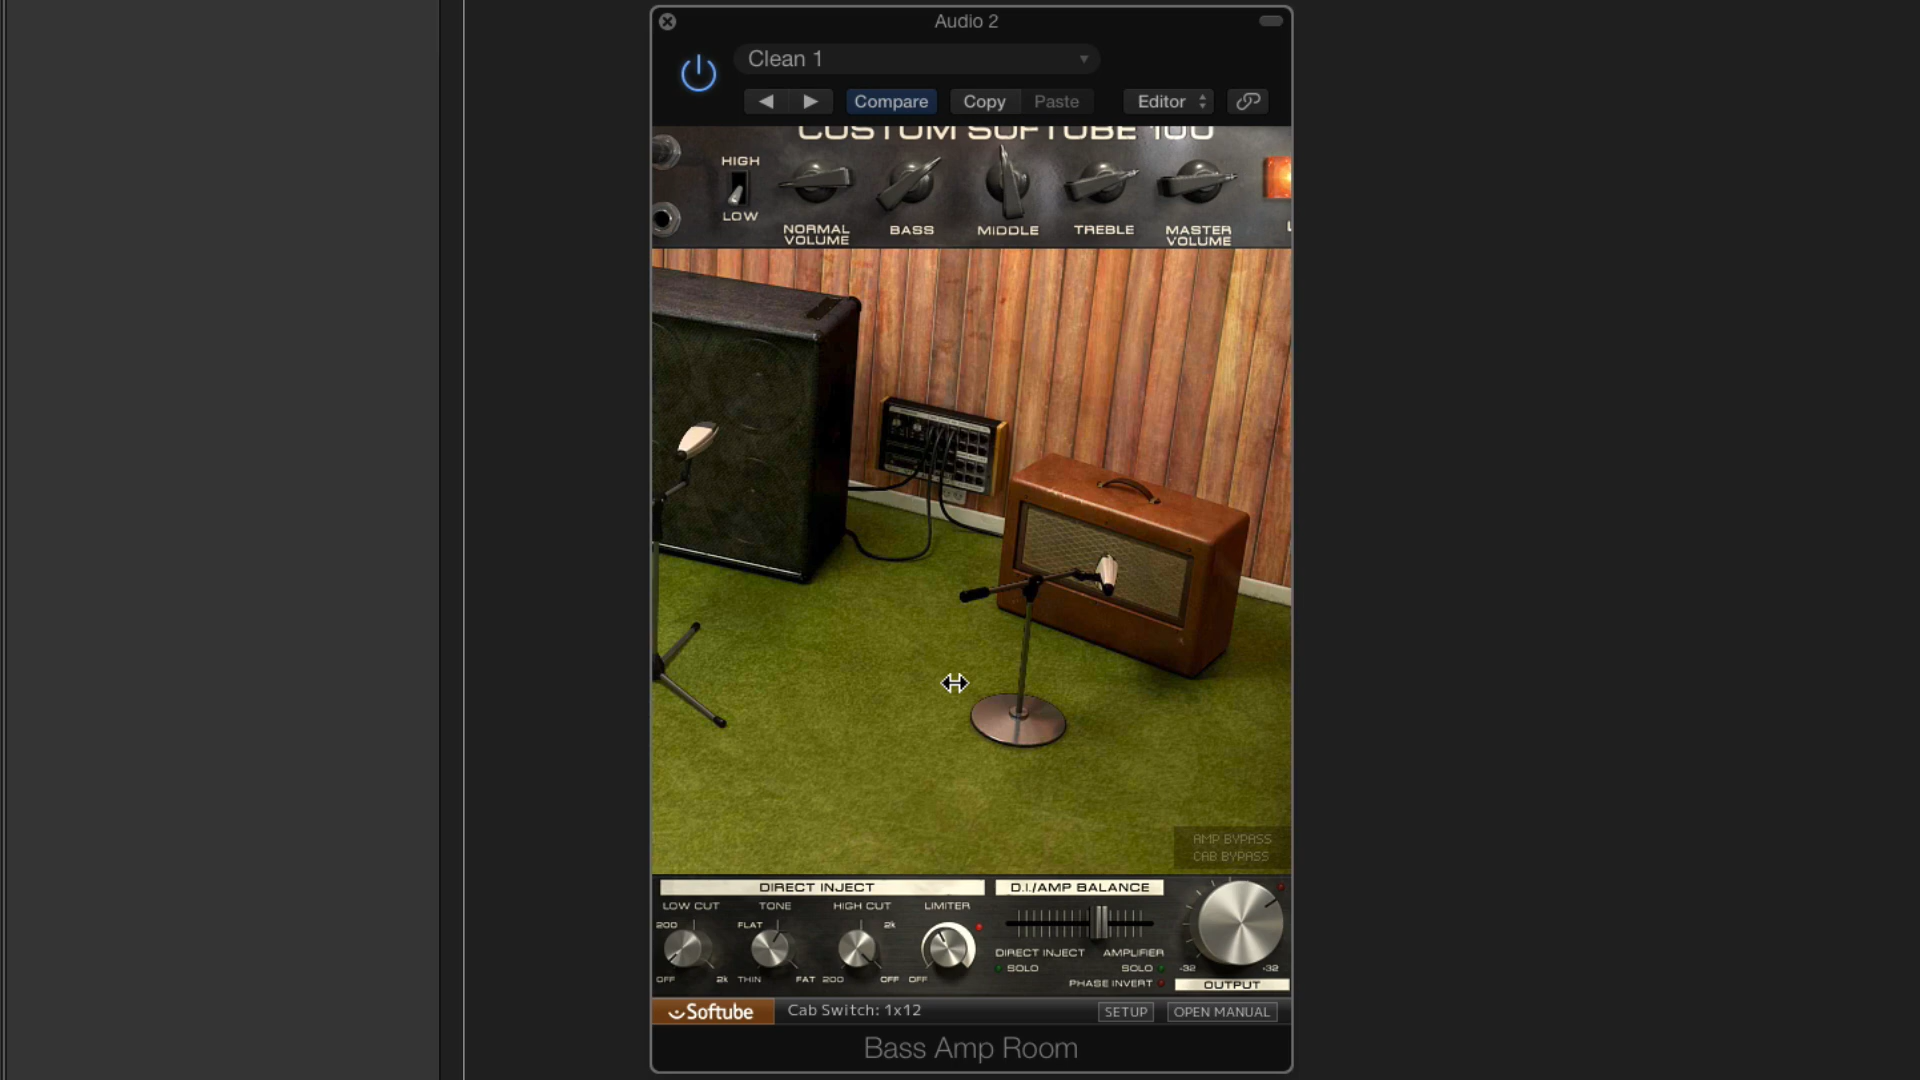 Audio 2
Clean 1
Compare
Copy
Paste
Editor
CUSTOM SOFTUBE 100
HIGH
LOW
NORMAL VOLUME
BASS
MIDDLE
TREBLE
MASTER VOLUME
AMP BYPASS
CAB BYPASS
DIRECT INJECT
D.I./AMP BALANCE
LOW CUT
TONE
HIGH CUT
LIMITER
200
FLAT
2k
DIRECT INJECT
AMPLIFIER
SOLO
SOLO
-32
-32
OFF
2k
THIN
FAT
200
OFF
OFF
PHASE INVERT
OUTPUT
Softube
Cab Switch: 1x12
SETUP
OPEN MANUAL
Bass Amp Room